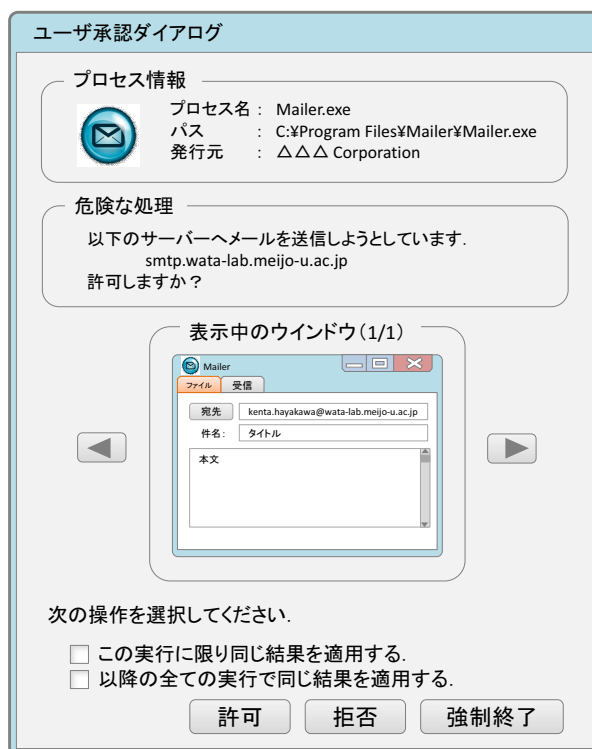 ユーザ承認ダイアログ
プロセス情報
プロセス名 : Mailer.exe
パス : C:¥Program Files¥Mailer¥Mailer.exe
発行元 : △△△ Corporation
危険な処理
以下のサーバーへメールを送信しようとしています.
smtp.wata-lab.meijo-u.ac.jp
許可しますか？
表示中のウインドウ(1/1)
Mailer
ファイル 受信
宛先 kenta.hayakawa@wata-lab.meijo-u.ac.jp
件名: タイトル
本文
次の操作を選択してください.
この実行に限り同じ結果を適用する.
以降の全ての実行で同じ結果を適用する.
許可 拒否 強制終了